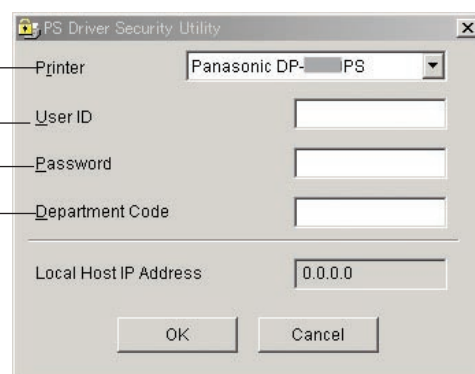 PS Driver Security Utility
Printer Panasonic DP- PS
User ID
Password
Department Code
Local Host IP Address 0.0.0.0
OK Cancel